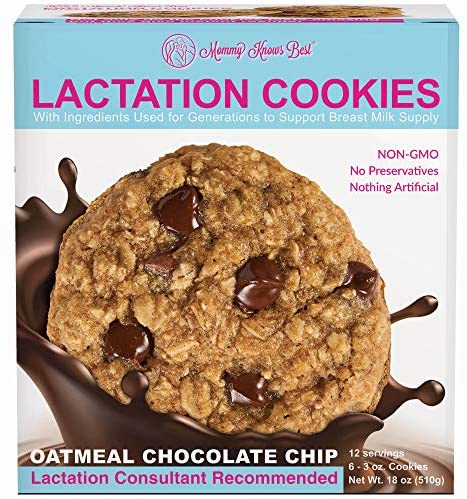 Mommy Knows Best
LACTATION COOKIES
With Ingredients Used for Generations to Support Breast Milk Supply
NON-GMO
No Preservatives
Nothing Artificial
OATMEAL CHOCOLATE CHIP
12 servings
6 - 3 oz. Cookies
Net Wt. 18 oz (510g)
Lactation Consultant Recommended